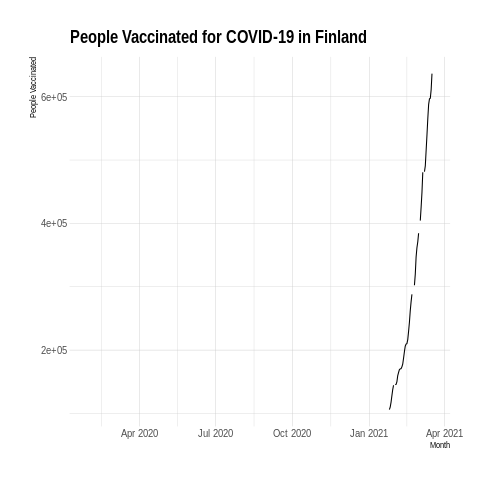 People Vaccinated for COVID-19 in Finland
People Vaccinated
6e+05
4e+05
2e+05
Apr 2020 Jul 2020 Oct 2020 Jan 2021 Apr 2021
Month